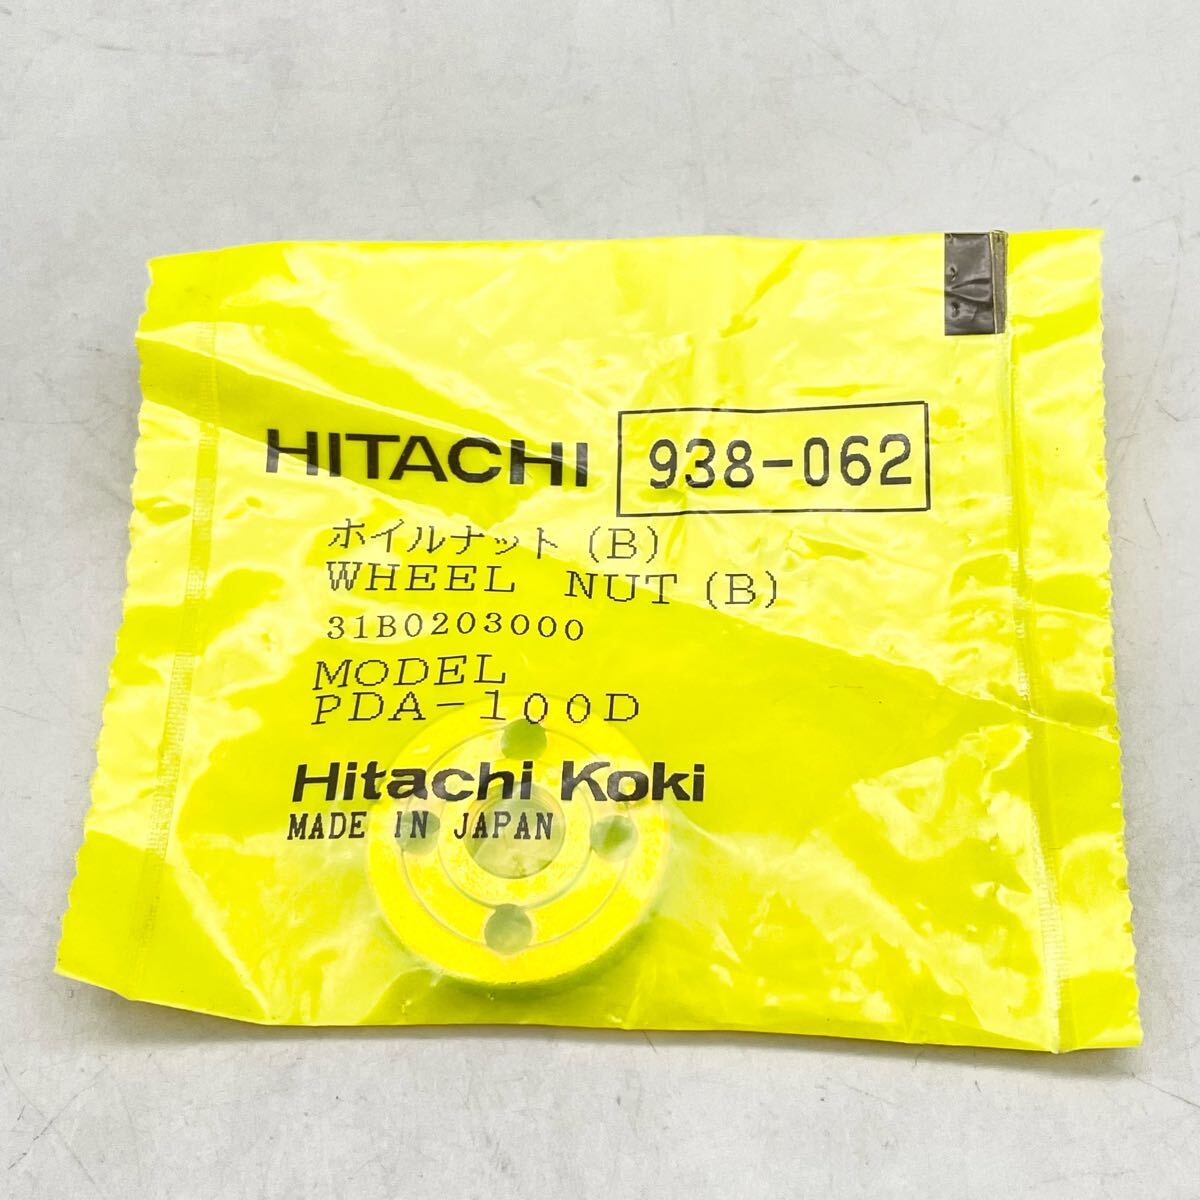 HITACHI 938-062
ホイルナット (B)
WHEEL NUT (B)
31B0203000
MODEL
PDA-100D
Hitachi Koki
MADE IN JAPAN